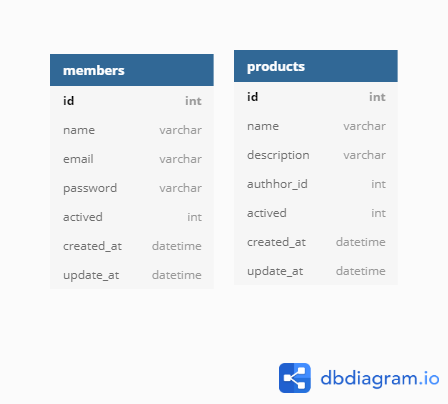 members
id int
name varchar
email varchar
password varchar
actived int
created_at datetime
update_at datetime
products
id int
name varchar
description varchar
authhor_id int
actived int
created_at datetime
update_at datetime
dbdiagram.io